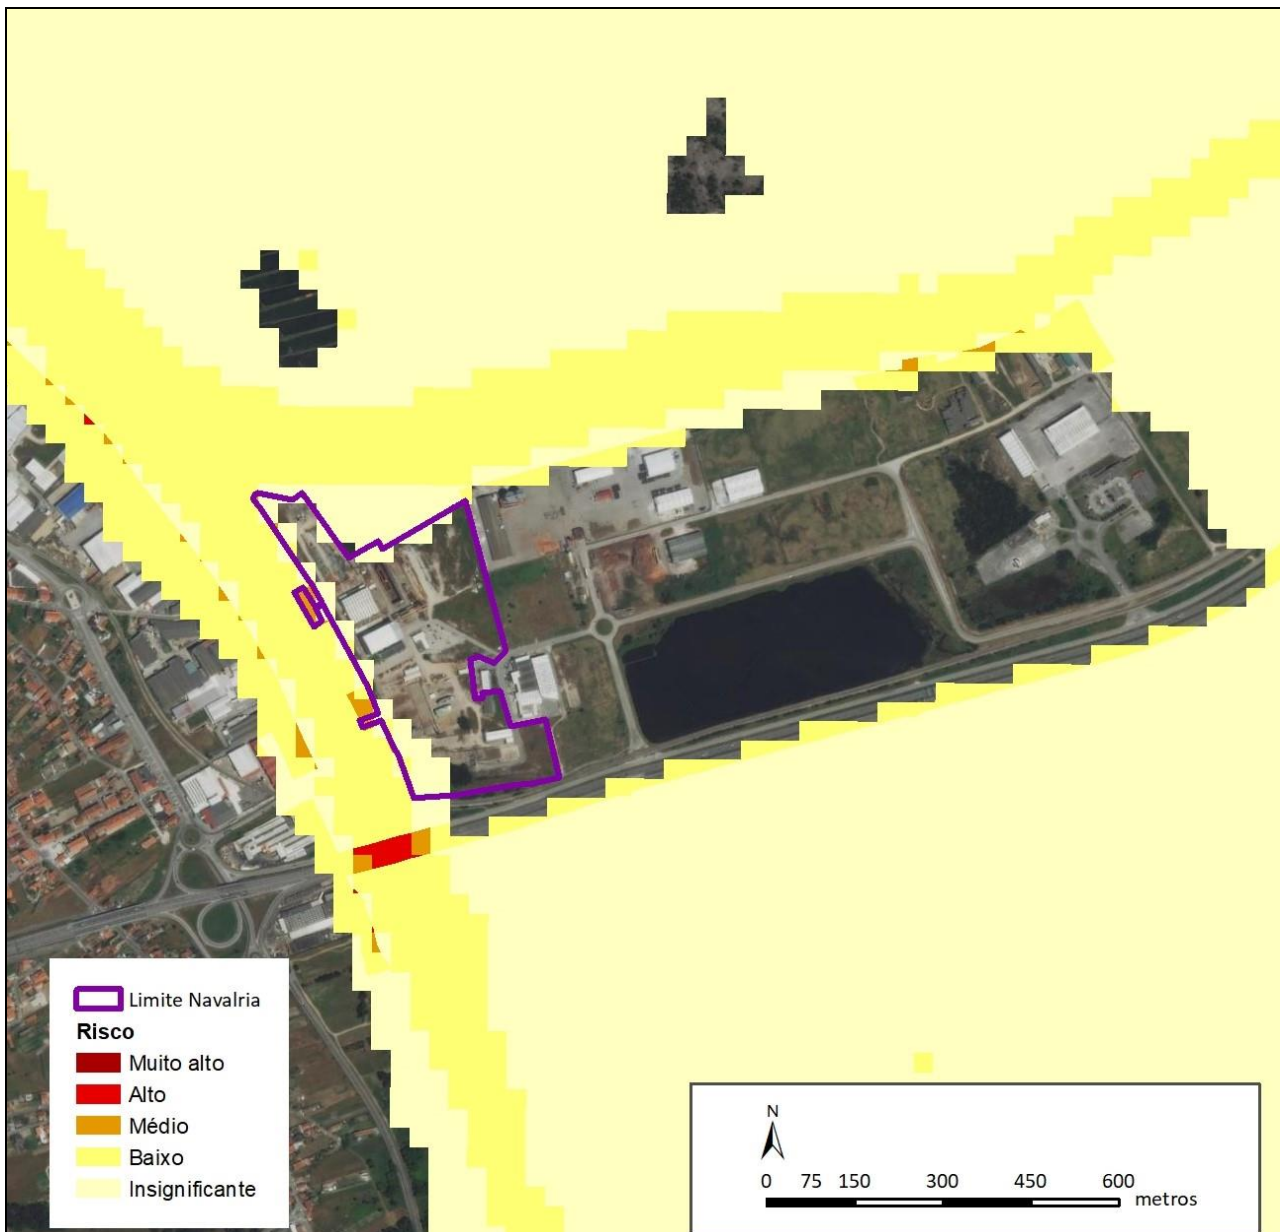 Limite Navalria
Risco
Muito alto
Alto
Médio
Baixo
Insignificante
N
0 75 150 300 450 600
metros